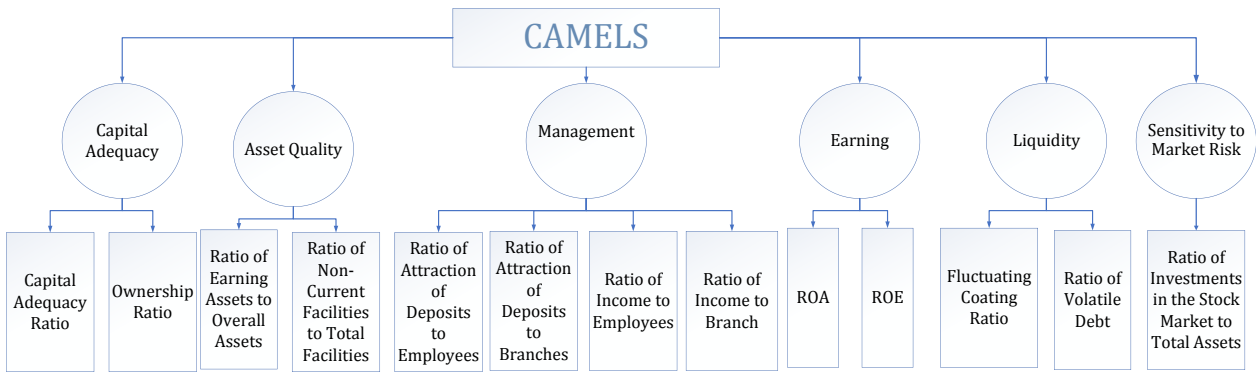 CAMELS
Capital
Adequacy
Asset Quality
Management
Earning
Liquidity
Sensitivity to
Market Risk
Capital
Adequacy
Ratio
Ownership
Ratio
Ratio of
Earning
Assets to
Overall
Assets
Ratio of
Non-
Current
Facilities
to Total
Facilities
Ratio of
Attraction
of
Deposits
to
Employees
Ratio of
Attraction
of
Deposits to
Branches
Ratio of
Income to
Employees
Ratio of
Income to
Branch
ROA
ROE
Fluctuating
Coating
Ratio
Ratio of
Volatile
Debt
Ratio of
Investments
in the Stock
Market to
Total Assets